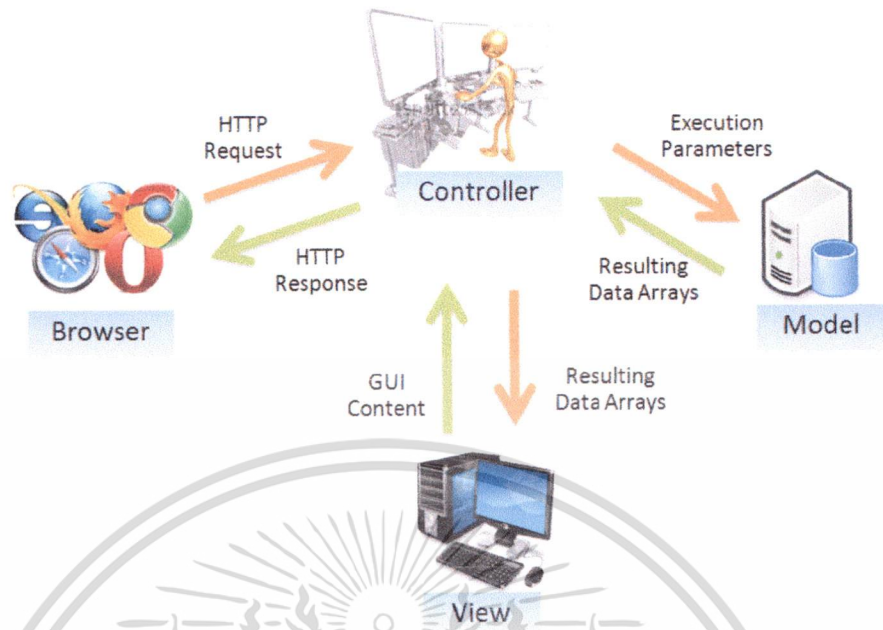 HTTP
Request
Execution
Parameters
Controller
HTTP
Response
Resulting
Data Arrays
Browser
Model
GUI
Content
Resulting
Data Arrays
View